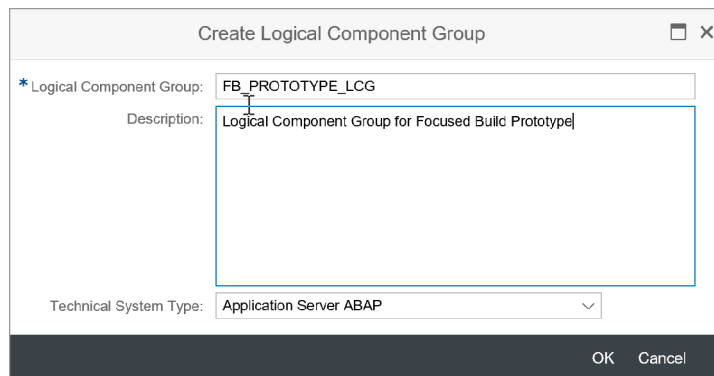 Create Logical Component Group
* Logical Component Group: FB_PROTOTYPE_LCG
Description: Logical Component Group for Focused Build Prototype
Technical System Type: Application Server ABAP
OK Cancel